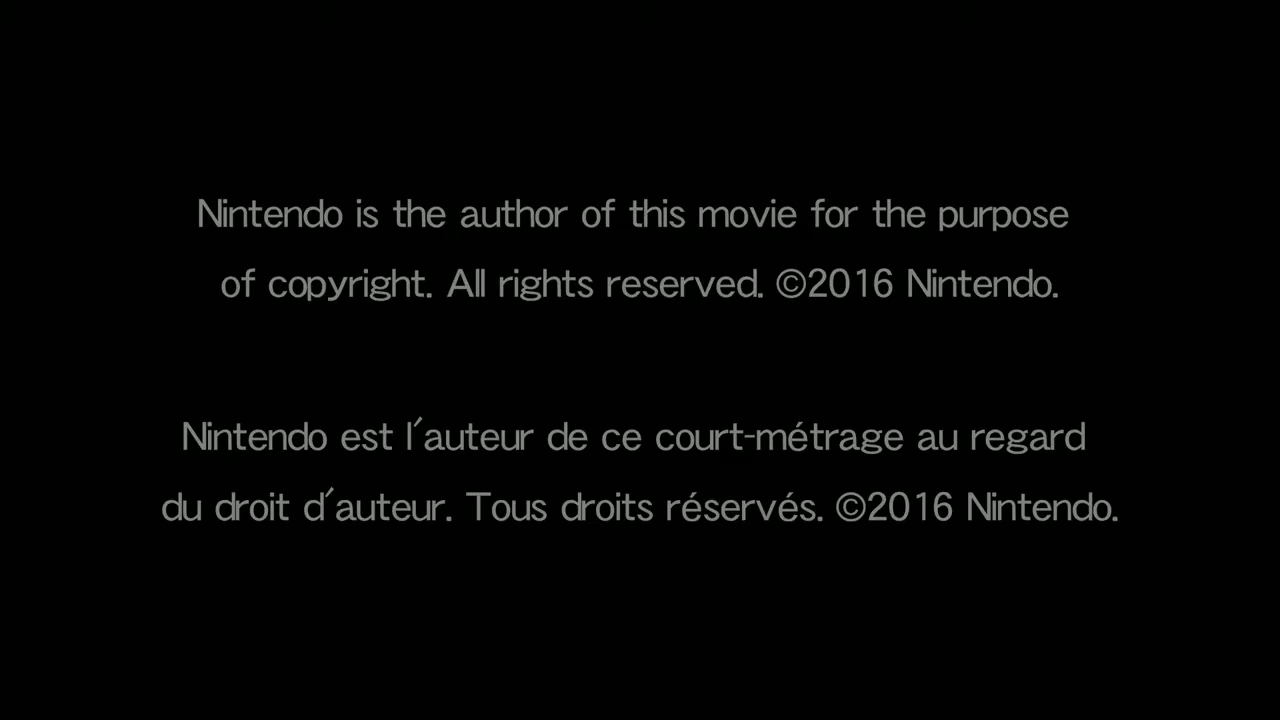 Nintendo is the author of this movie for the purpose
of copyright. All rights reserved. ©2016 Nintendo.
Nintendo est l'auteur de ce court-métrage au regard
du droit d'auteur. Tous droits réservés. ©2016 Nintendo.